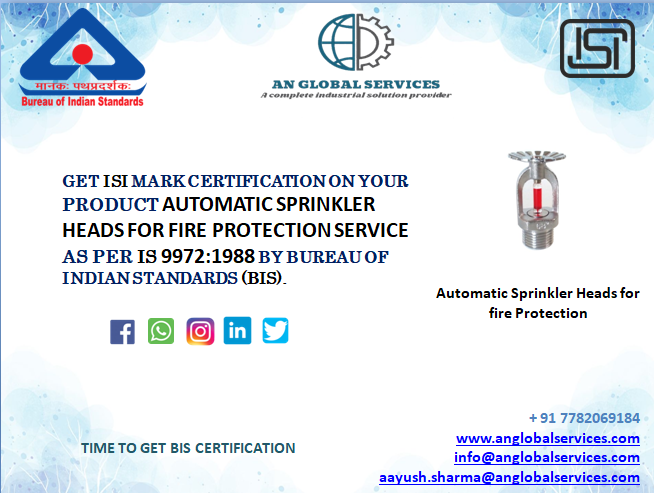 मानकः पथप्रदर्शकः
Bureau of Indian Standards
AN GLOBAL SERVICES
A complete industrial solution provider
ISI
GET ISI MARK CERTIFICATION ON YOUR
PRODUCT AUTOMATIC SPRINKLER
HEADS FOR FIRE PROTECTION SERVICE
AS PER IS 9972:1988 BY BUREAU OF
INDIAN STANDARDS (BIS).
Automatic Sprinkler Heads for
fire Protection
+ 91 7782069184
www.anglobalservices.com
TIME TO GET BIS CERTIFICATION
info@anglobalservices.com
aayush.sharma@anglobalservices.com